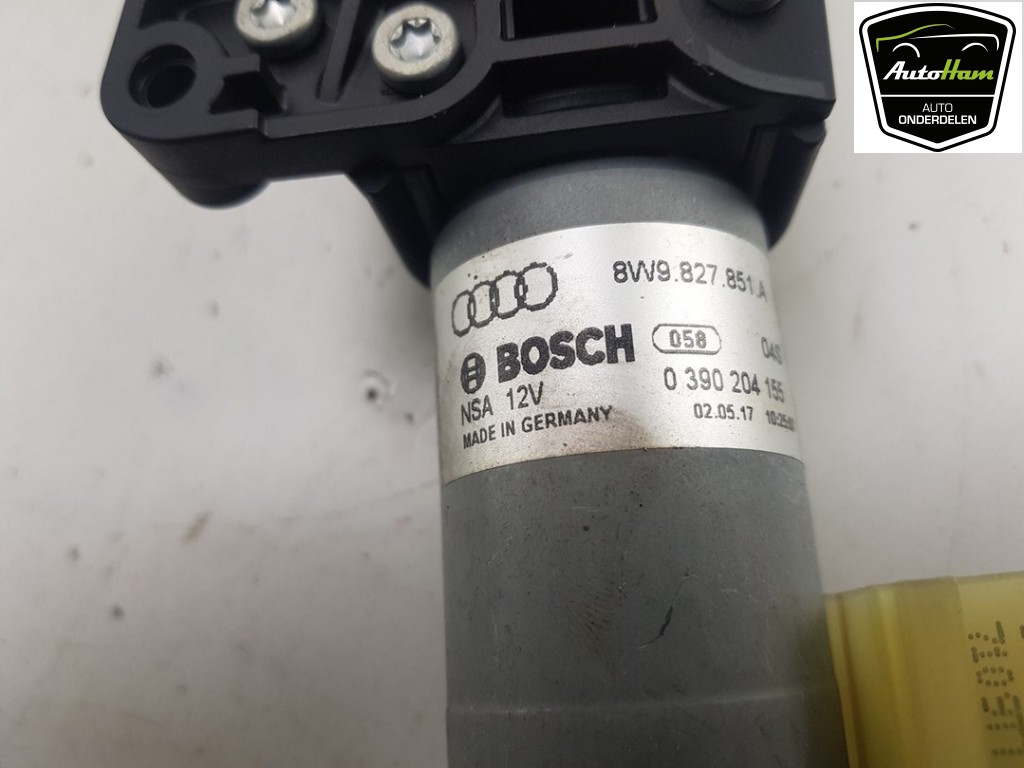 AutoHam
AUTO
ONDERDELEN
8W9.827.851.A
BOSCH
058
NSA 12V
0 390 204 155
MADE IN GERMANY
02.05.17